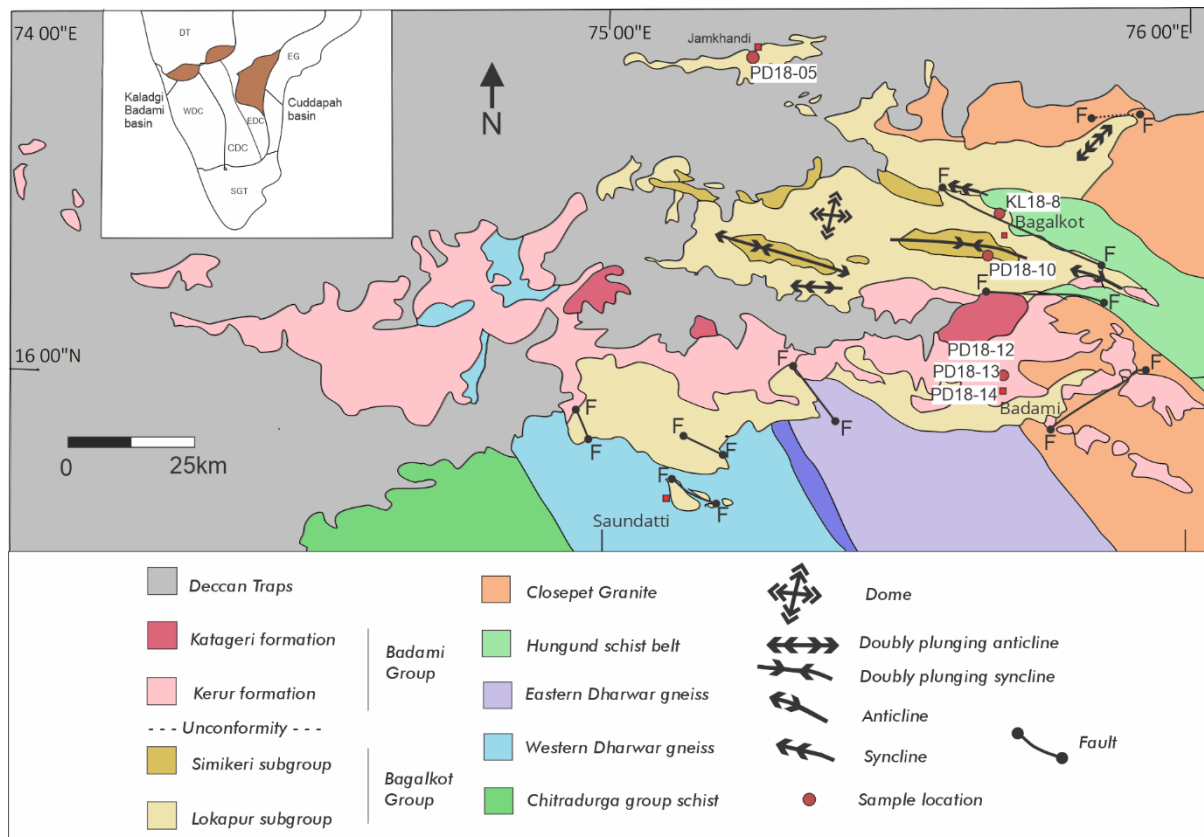 74 00"E
75 00"E
76 00"E
DT
EG
Kaladgi
Badami
basin
WDC
EDC
Cuddapah
basin
CDC
SGT
N
Jamkhandi
PD18-05
F
F
F
KL18-8
Bagalkot
PD18-10
F
F
F
16 00"N
PD18-12
PD18-13
PD18-14
Badami
F
F
F
F
F
F
F
F
F
F
Saundatti
0 25km
Deccan Traps
Katageri formation
Kerur formation
Badami
Group
--- Unconformity ---
Simikeri subgroup
Lokapur subgroup
Bagalkot
Group
Closepet Granite
Hungund schist belt
Eastern Dharwar gneiss
Western Dharwar gneiss
Chitradurga group schist
Dome
Doubly plunging anticline
Doubly plunging syncline
Anticline
Syncline
Fault
Sample location